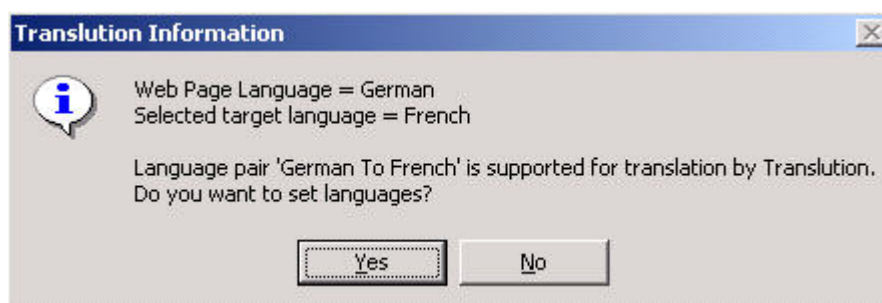 Translution Information
Web Page Language = German
Selected target language = French
Language pair 'German To French' is supported for translation by Translution.
Do you want to set languages?
Yes No